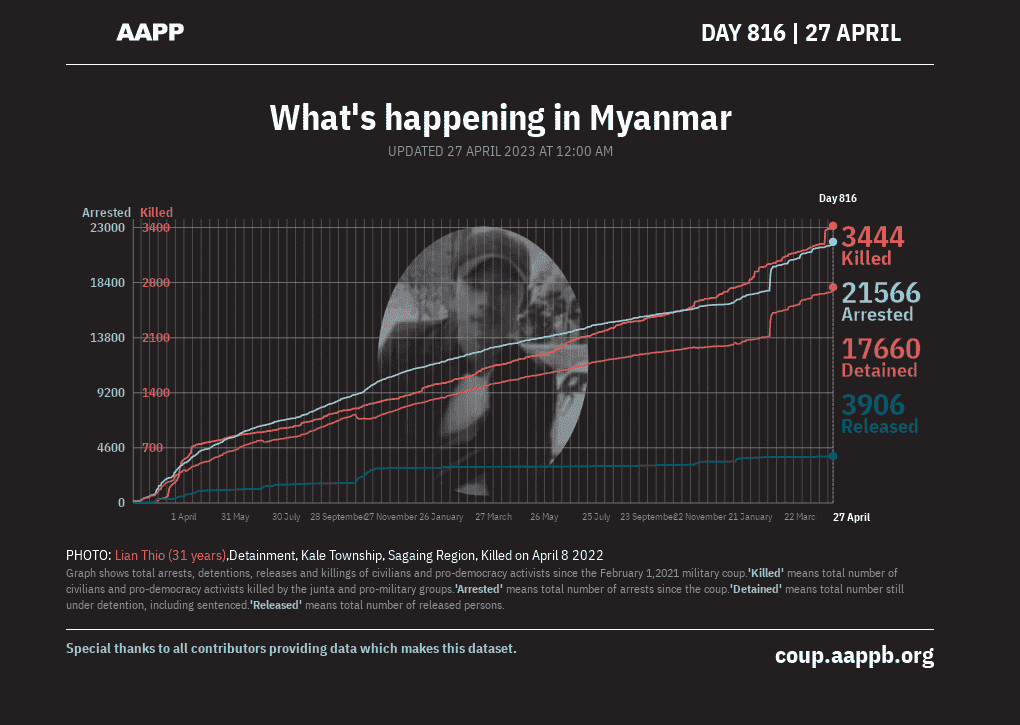 AAPP
DAY 816 | 27 APRIL
What's happening in Myanmar
UPDATED 27 APRIL 2023 AT 12:00 AM
Day 816
Arrested Killed
23000 3400
18400 2800
13800 2100
9200 1400
4600 700
0
3444
Killed
21566
Arrested
17660
Detained
3906
Released
1 April 31 May 30 July 28 September 27 November 26 January 27 March 26 May 25 July 23 September 22 November 21 January 22 Marc 27 April
PHOTO: Lian Thio (31 years),Detainment, Kale Township, Sagaing Region, Killed on April 8 2022
Graph shows total arrests, detentions, releases and killings of civilians and pro-democracy activists since the February 1,2021 military coup.'Killed' means total number of
civilians and pro-democracy activists killed by the junta and pro-military groups.'Arrested' means total number of arrests since the coup.'Detained' means total number still
under detention, including sentenced.'Released' means total number of released persons.
Special thanks to all contributors providing data which makes this dataset.
coup.aappb.org